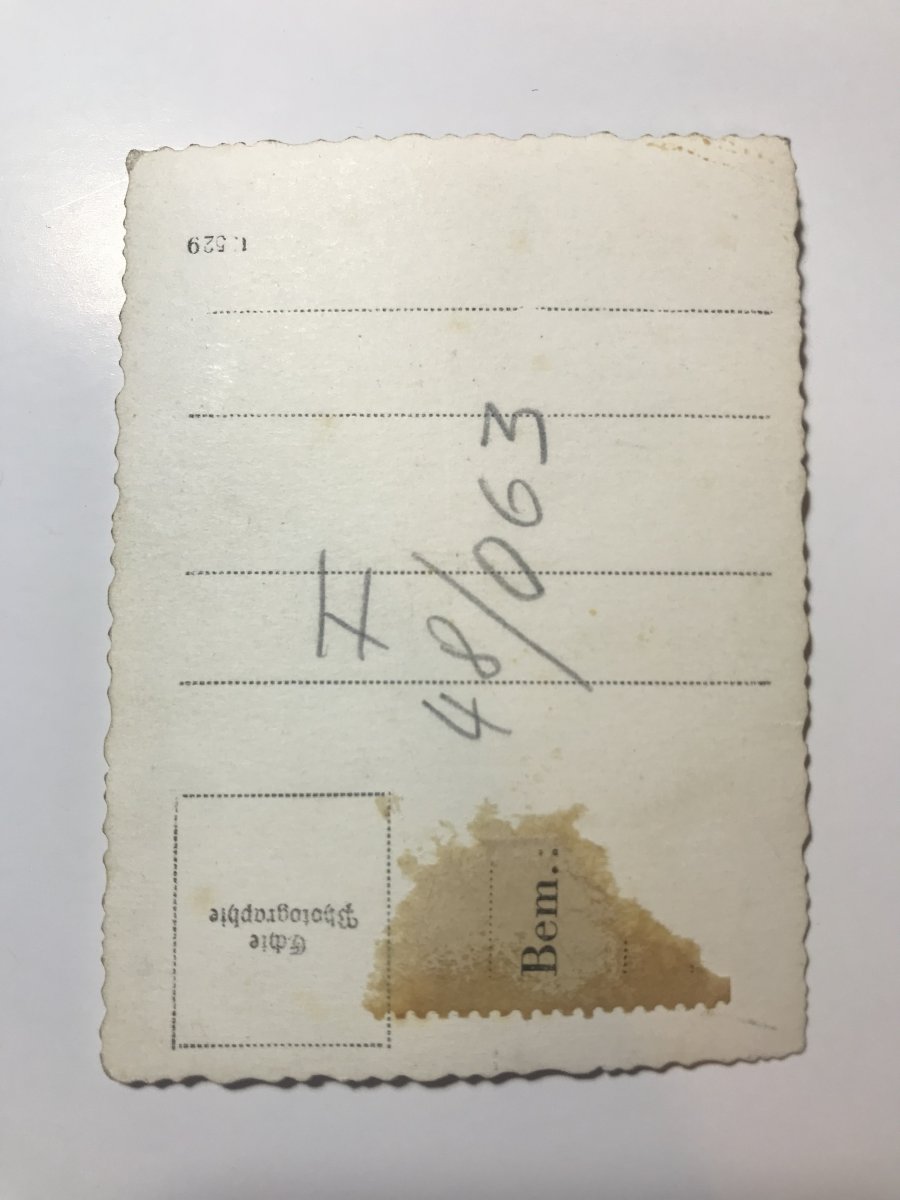 529
F
48/063
Bem.:
Echte
Photographie